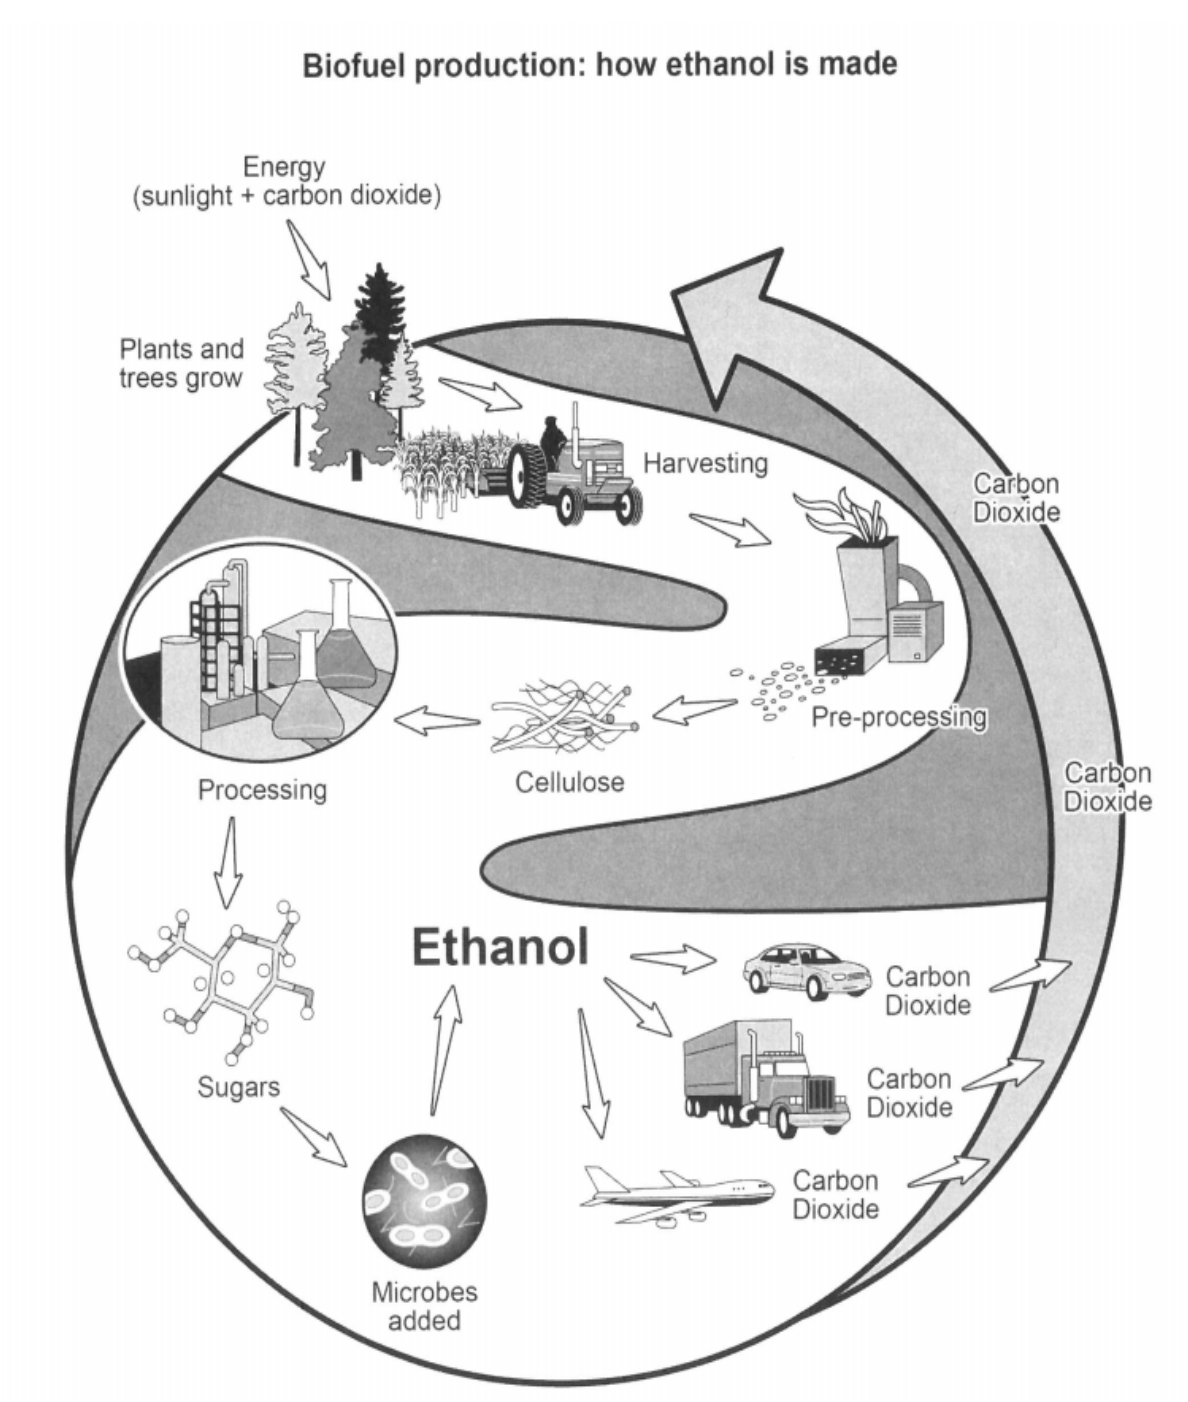 Biofuel production: how ethanol is made
Energy
(sunlight + carbon dioxide)
Plants and
trees grow
Harvesting
Carbon
Dioxide
Pre-processing
Cellulose
Processing
Carbon
Dioxide
Sugars
Microbes
added
Ethanol
Carbon
Dioxide
Carbon
Dioxide
Carbon
Dioxide